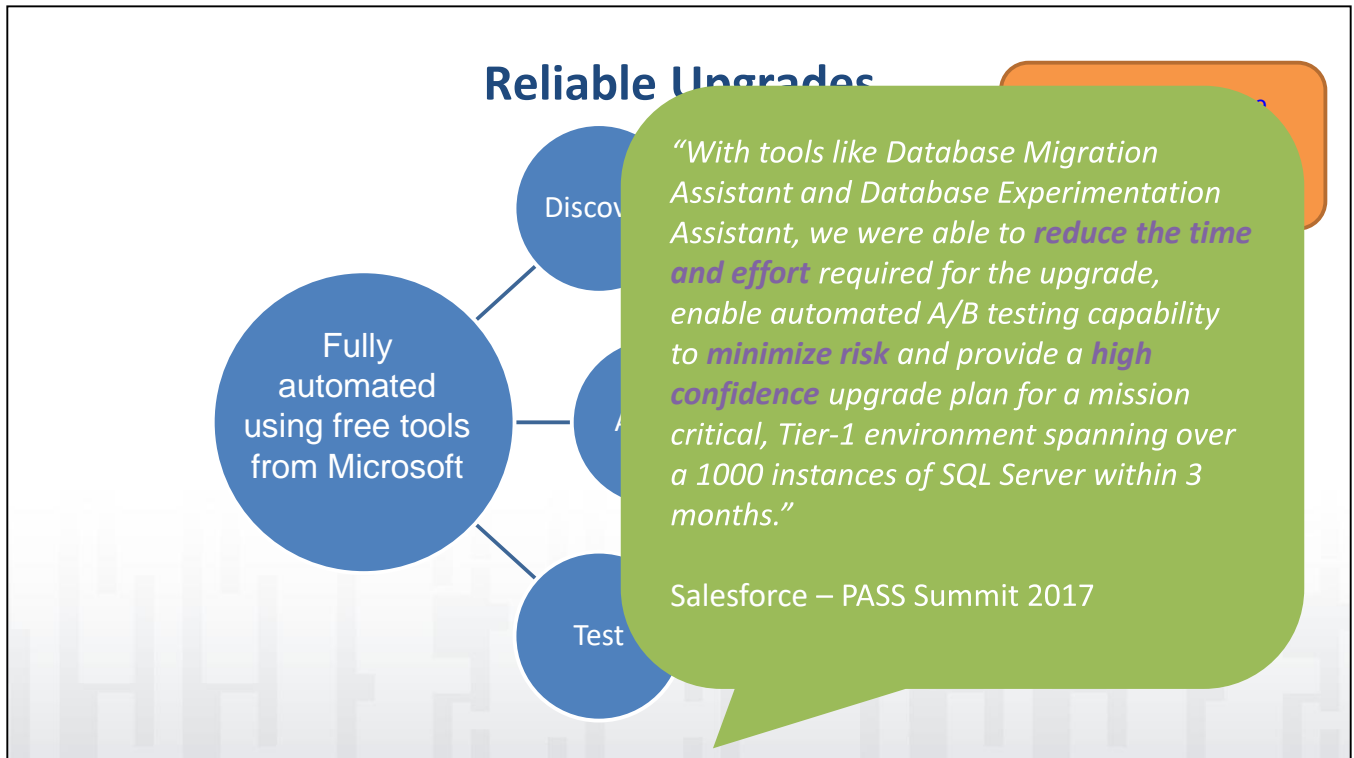 Reliable Upgrades
Fully
automated
using free tools
from Microsoft
Test
“With tools like Database Migration
Assistant and Database Experimentation
Assistant, we were able to reduce the time
and effort required for the upgrade,
enable automated A/B testing capability
to minimize risk and provide a high
confidence upgrade plan for a mission
critical, Tier-1 environment spanning over
a 1000 instances of SQL Server within 3
months.”
Salesforce – PASS Summit 2017